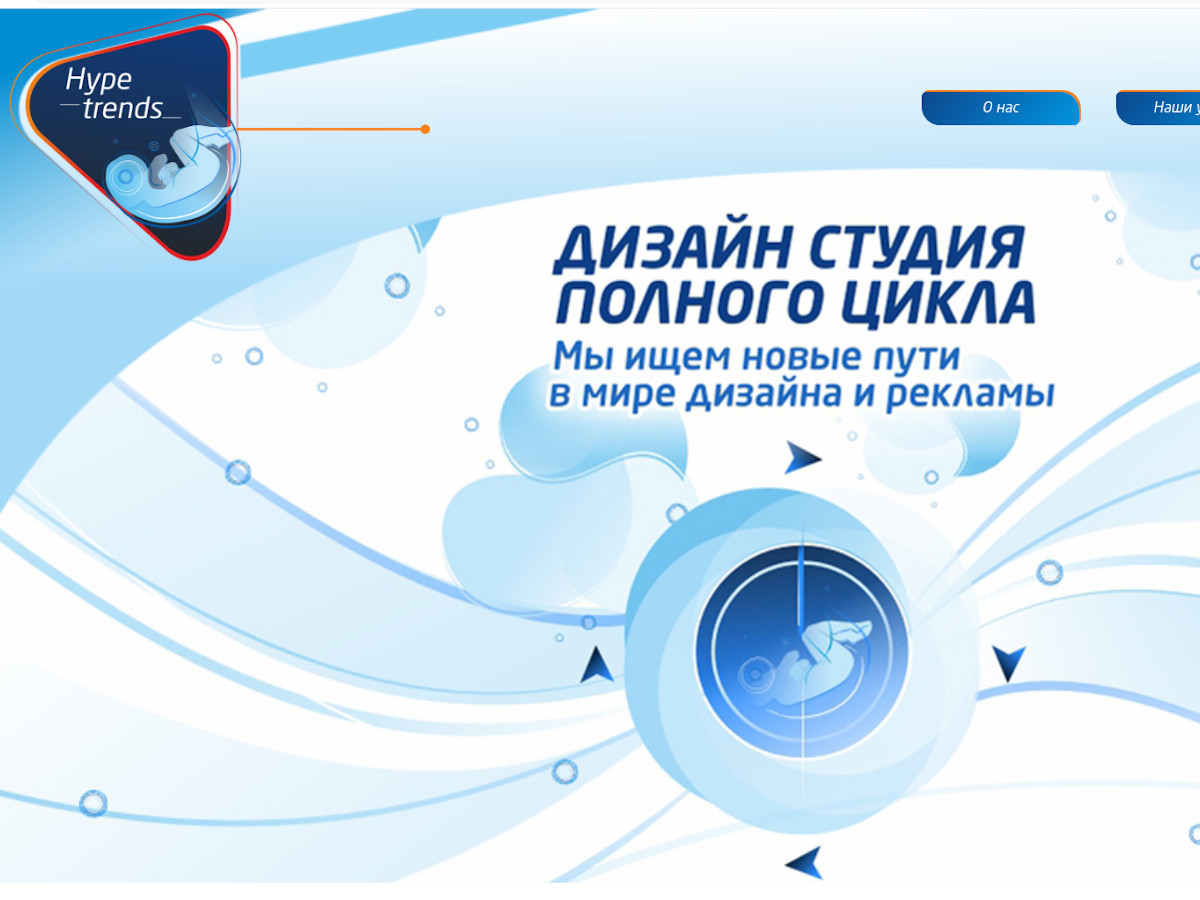 Hype
trends
О нас
Наши
ДИЗАЙН СТУДИЯ
ПОЛНОГО ЦИКЛА
Мы ищем новые пути
в мире дизайна и рекламы